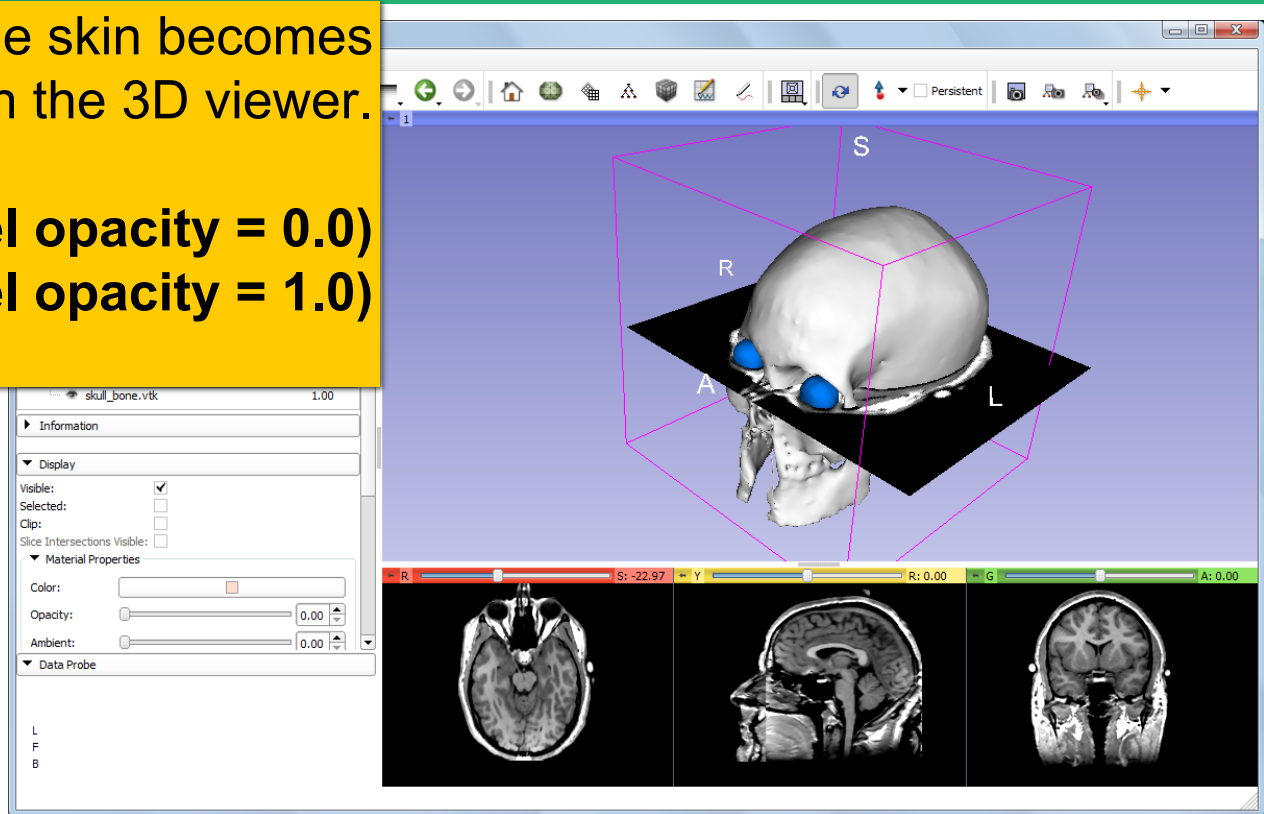 e skin becomes
n the 3D viewer.
el opacity = 0.0)
el opacity = 1.0)
Persistent
1
S
R
A
L
skull_bone.vtk 1.00
Information
Display
Visible:
Selected:
Clip:
Slice Intersections Visible:
Material Properties
Color:
Opacity: 0.00
Ambient: 0.00
Data Probe
L
F
B
R S: -22.97
Y R: 0.00
G A: 0.00